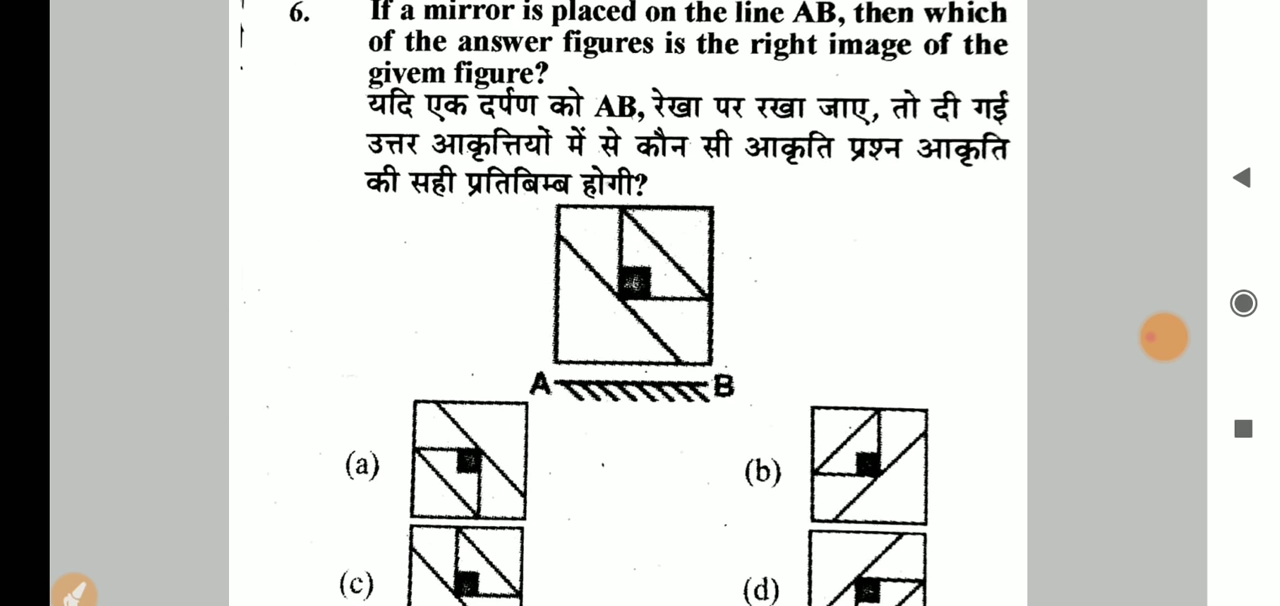 6. If a mirror is placed on the line AB, then which
of the answer figures is the right image of the
givem figure?
यदि एक दर्पण को AB, रेखा पर रखा जाए, तो दी गई
उत्तर आकृत्तियों में से कौन सी आकृति प्रश्न आकृति
की सही प्रतिबिम्ब होगी?
A B
(a) (b)
(c) (d)